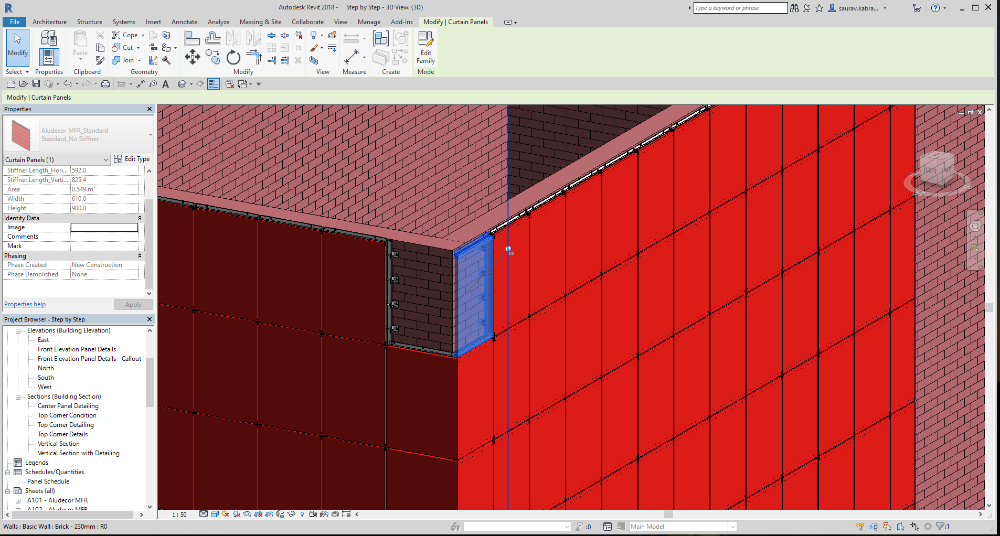 Autodesk Revit 2018 - Step by Step - 3D View: {3D}
Type a keyword or phrase
saurav.kabra...
File Architecture Structure Systems Insert Annotate Analyze Massing & Site Collaborate View Manage Add-Ins Modify | Curtain Panels
Modify
Paste
Cope
Cut
Join
Edit
Family
Select Properties Clipboard Geometry Modify View Measure Create Mode
Modify | Curtain Panels
Properties
Aludecor MFR_Standard
Standard_No Stiffner
Curtain Panels (1)
Edit Type
Stiffner Length_Hori... 592.0
Stiffner Length_Verti... 825.4
Area 0.549 m²
Width 610.0
Height 900.0
Identity Data
Image
Comments
Mark
Phasing
Phase Created New Construction
Phase Demolished None
Properties help
Apply
Project Browser - Step by Step
Elevations (Building Elevation)
East
Front Elevation Panel Details
Front Elevation Panel Details - Callout
North
South
West
Sections (Building Section)
Center Panel Detailing
Top Corner Condition
Top Corner Detailing
Top Corner Details
Vertical Section
Vertical Section with Detailing
Legends
Schedules/Quantities
Panel Schedule
Sheets (all)
A101 - Aludecor MFR
A102 - Aludecor MFR
LEFT
1 : 50
Walls : Basic Wall : Brick - 230mm : R0
:0
Main Model
:1